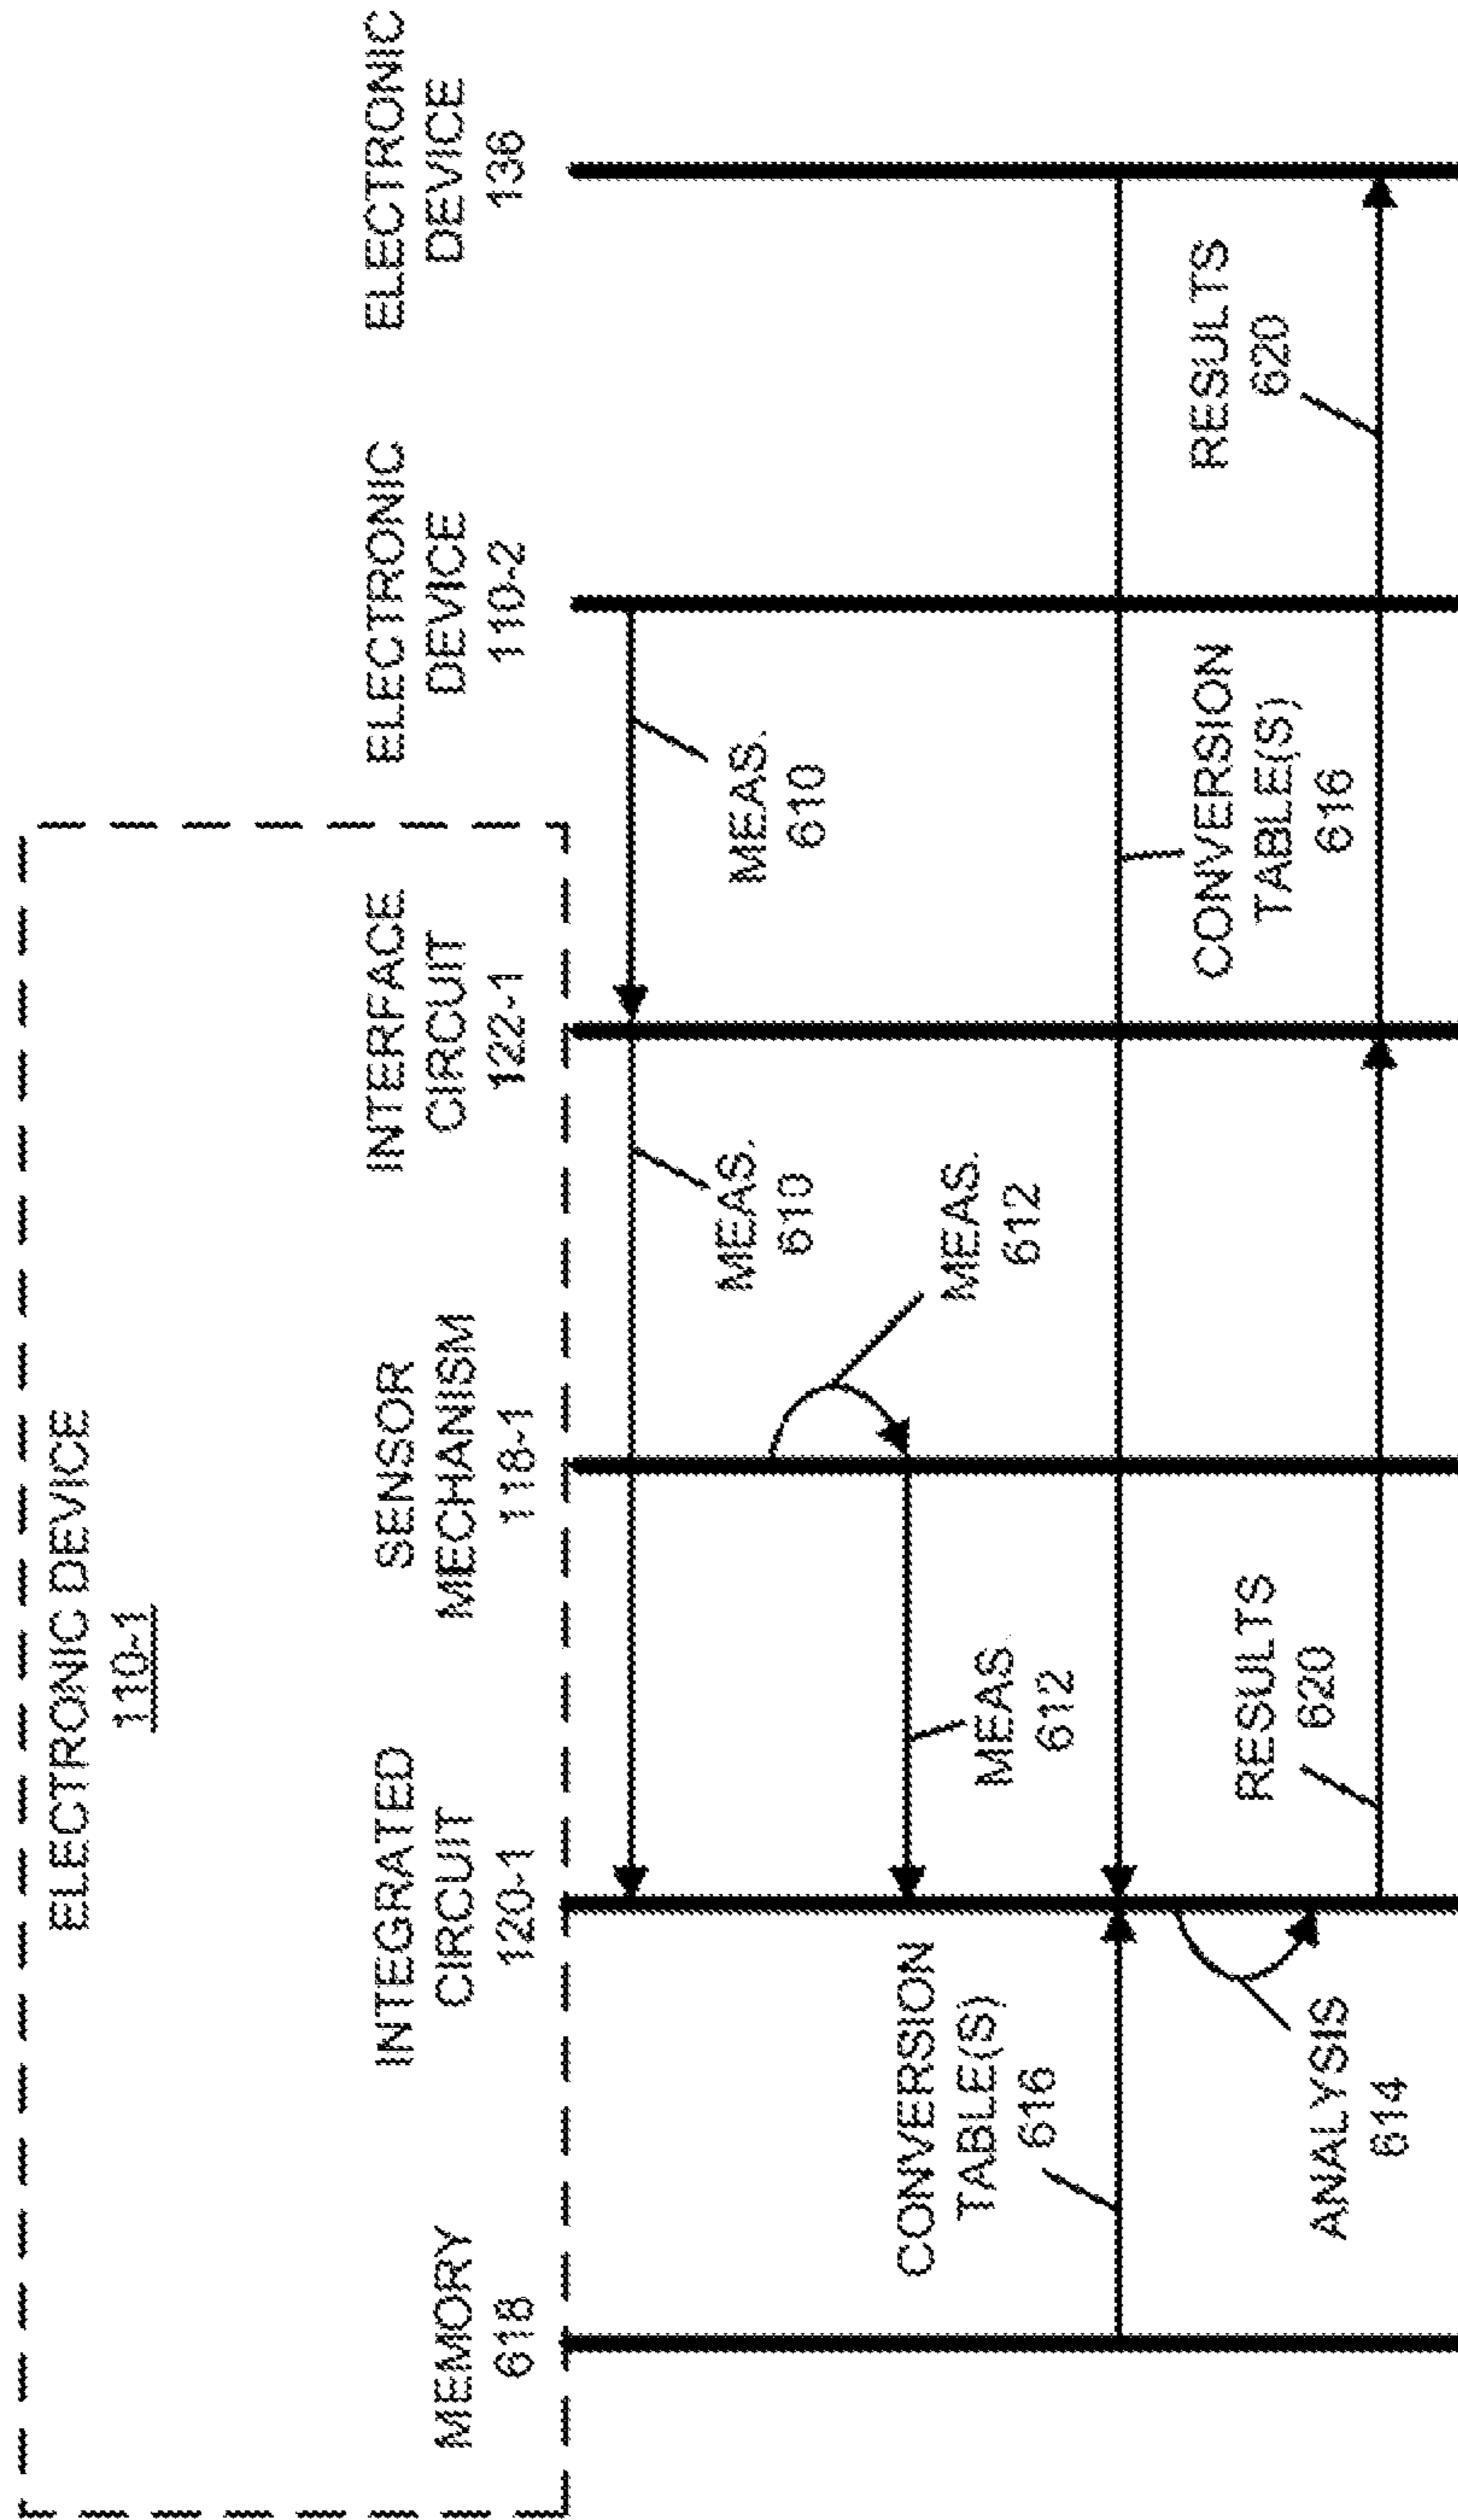 ELECTRONIC DEVICE
110-1
MEMORY
618
INTEGRATED
CIRCUIT
120-1
SENSOR
MECHANISM
118-1
INTERFACE
CIRCUIT
122-1
ELECTRONIC
DEVICE
110-2
ELECTRONIC
DEVICE
136
MEAS.
610
MEAS.
610
MEAS.
612
MEAS.
612
CONVERSION
TABLE(S)
616
CONVERSION
TABLE(S)
616
ANALYSIS
614
RESULTS
620
RESULTS
620